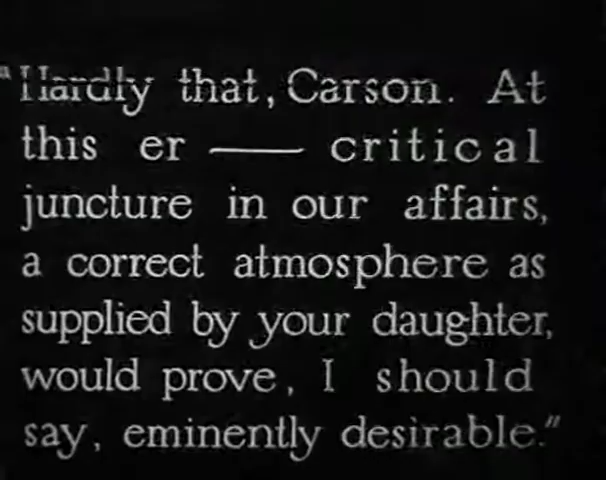 "Hardly that, Carson. At
this er — critical
juncture in our affairs,
a correct atmosphere as
supplied by your daughter,
would prove, I should
say, eminently desirable."